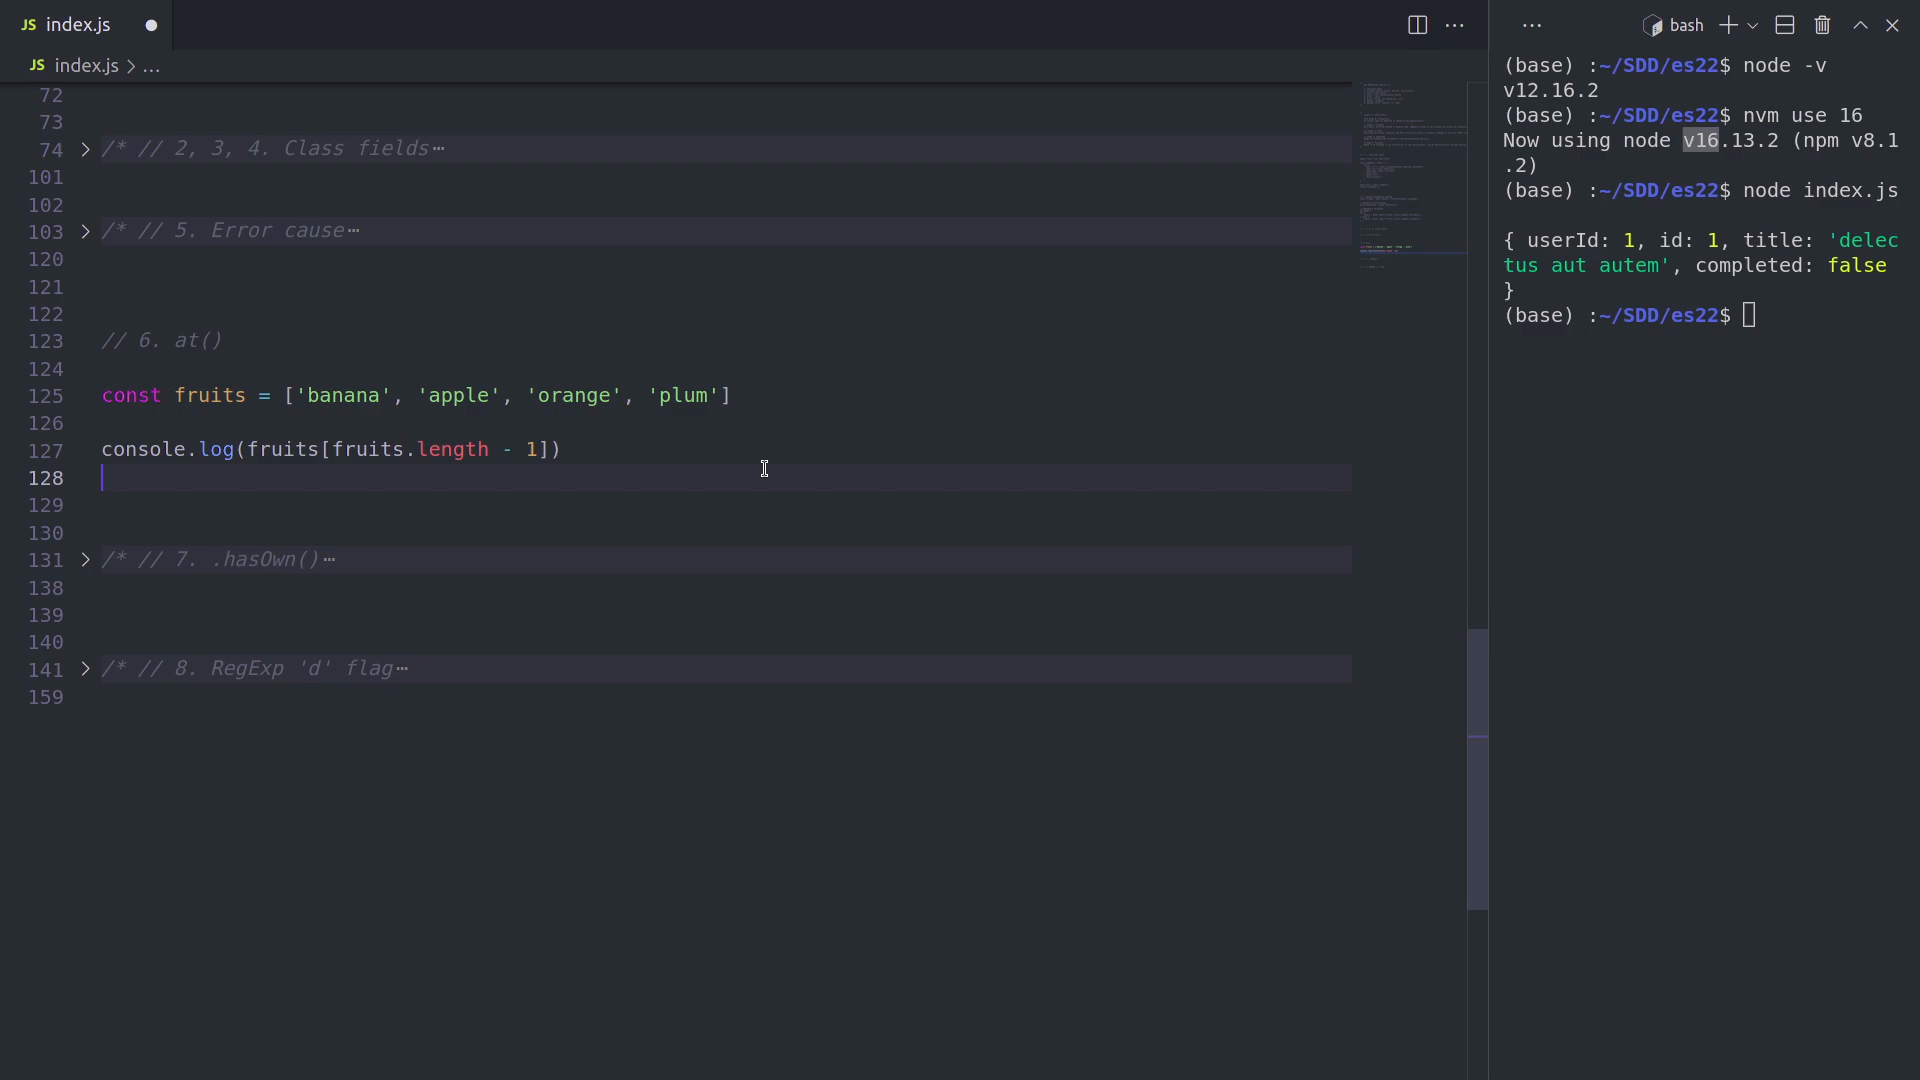 JS index.js
JS index.js > ...
72
73
74 > /* // 2, 3, 4. Class fields ⋯
101
102
103 > /* // 5. Error cause ⋯
120
121
122
123 // 6. at()
124
125 const fruits = ['banana', 'apple', 'orange', 'plum']
126
127 console.log(fruits[fruits.length - 1])
128
129
130
131 > /* // 7. .hasOwn() ⋯
138
139
140
141 > /* // 8. RegExp 'd' flag ⋯
159
bash
(base) :~/SDD/es22$ node -v
v12.16.2
(base) :~/SDD/es22$ nvm use 16
Now using node v16.13.2 (npm v8.1
.2)
(base) :~/SDD/es22$ node index.js
{ userId: 1, id: 1, title: 'delec
tus aut autem', completed: false
}
(base) :~/SDD/es22$